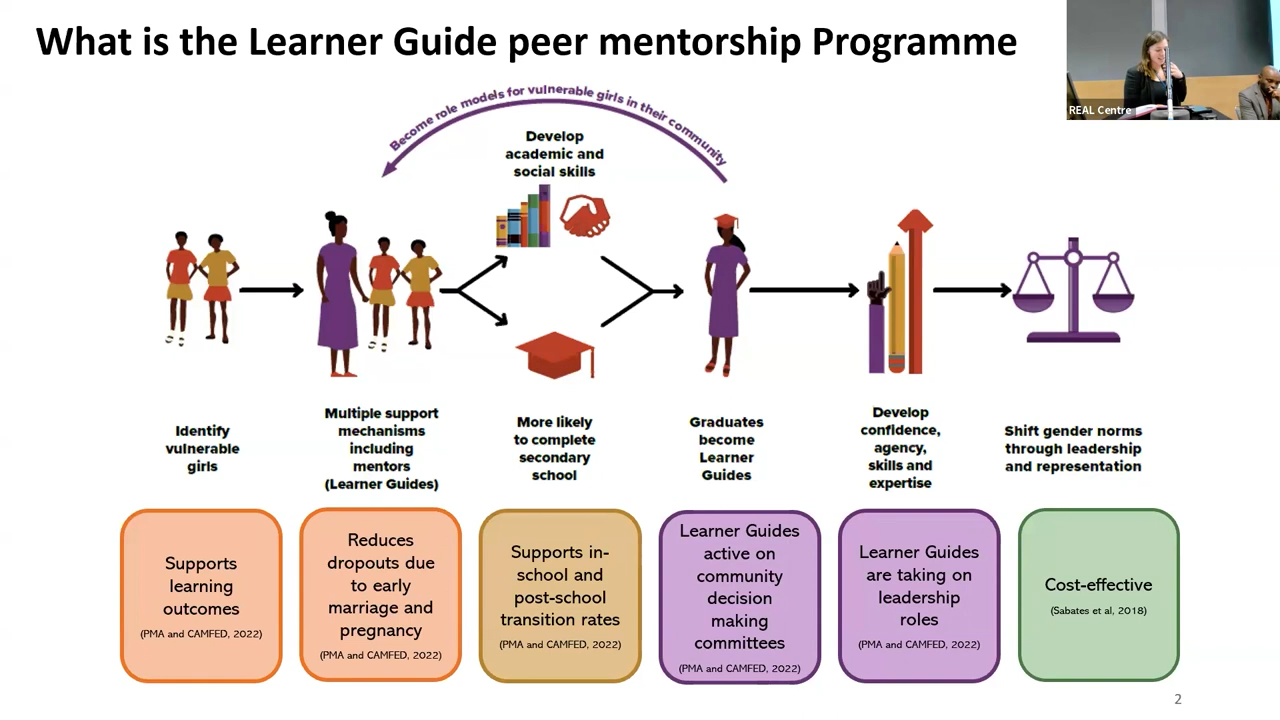 What is the Learner Guide peer mentorship Programme
REAL Centre
Become role models for vulnerable girls in their community
Develop
academic and
social skills
Identify
vulnerable
girls
Multiple support
mechanisms
including
mentors
(Learner Guides)
More likely
to complete
secondary
school
Graduates
become
Learner
Guides
Develop
confidence,
agency,
skills and
expertise
Shift gender norms
through leadership
and representation
Supports
learning
outcomes
(PMA and CAMFED, 2022)
Reduces
dropouts due
to early
marriage and
pregnancy
(PMA and CAMFED, 2022)
Supports in-
school and
post-school
transition rates
(PMA and CAMFED, 2022)
Learner Guides
active on
community
decision
making
committees
(PMA and CAMFED, 2022)
Learner Guides
are taking on
leadership
roles
(PMA and CAMFED, 2022)
Cost-effective
(Sabates et al, 2018)
2